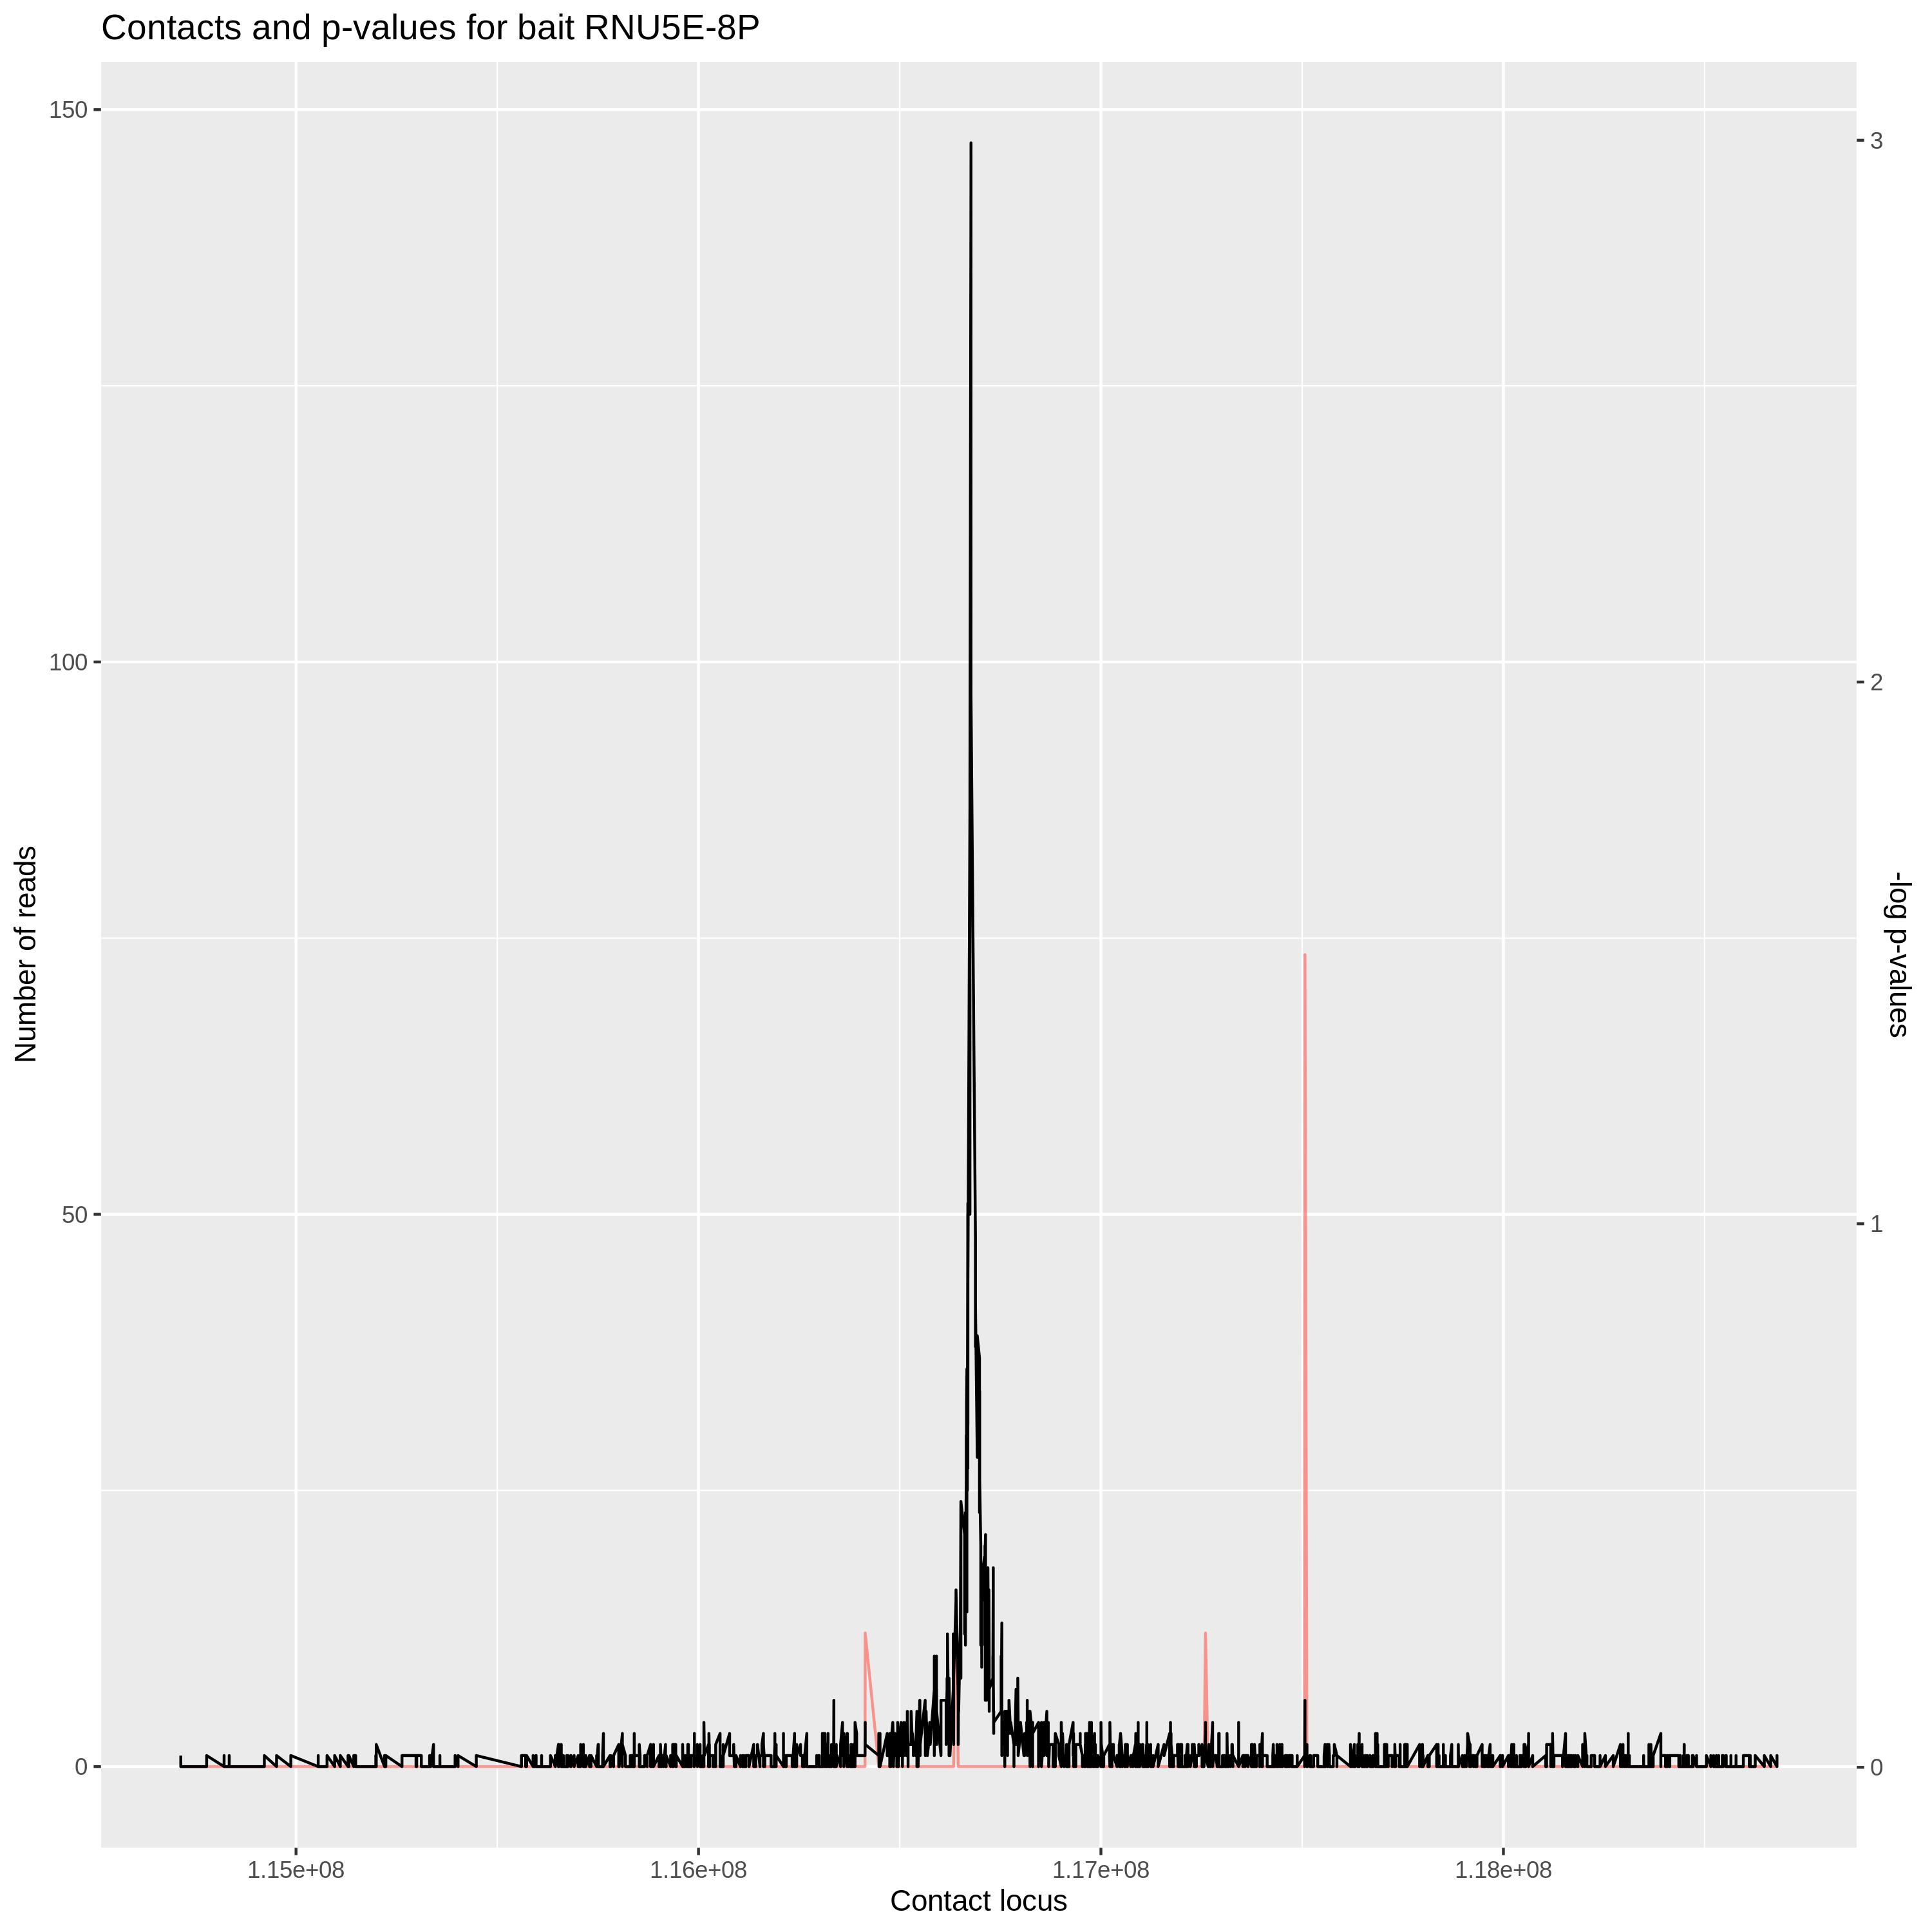 Contacts and p-values for bait RNU5E-8P
150
100
50
0
Number of reads
3
2
1
0
-log p-values
1.15e+08
1.16e+08
1.17e+08
1.18e+08
Contact locus